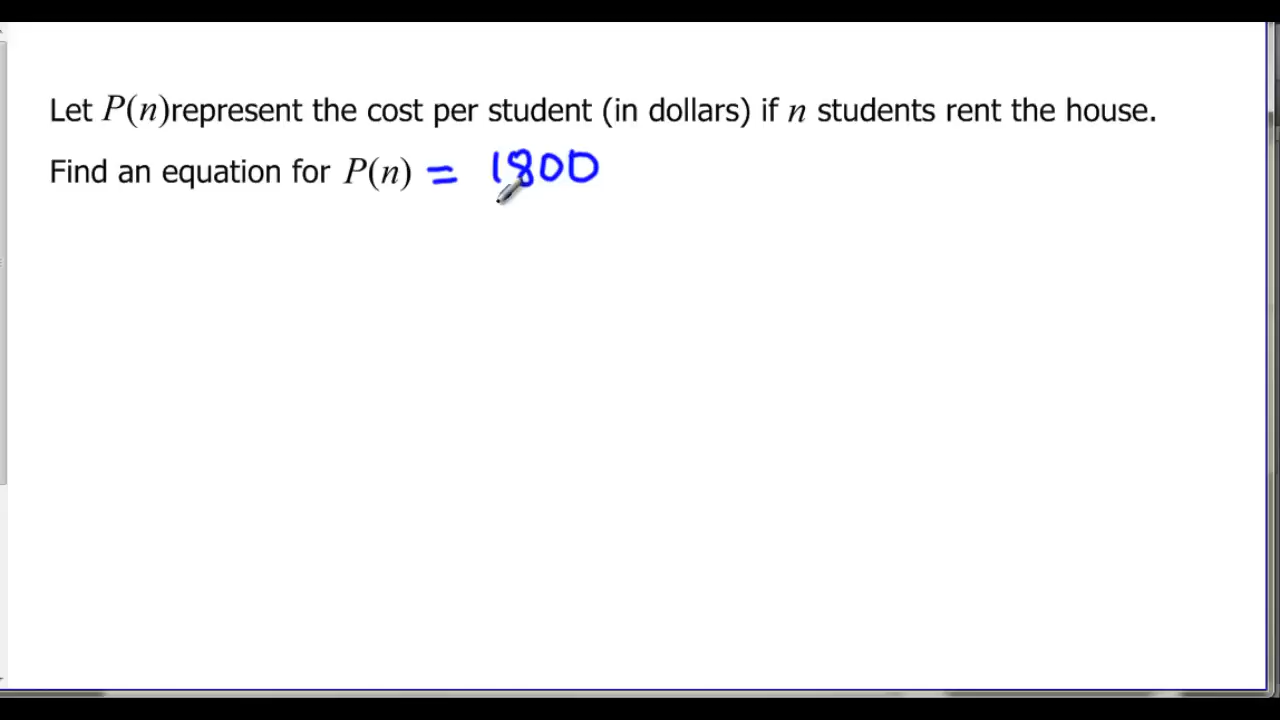 Let P(n)represent the cost per student (in dollars) if n students rent the house.
Find an equation for P(n) = 1800